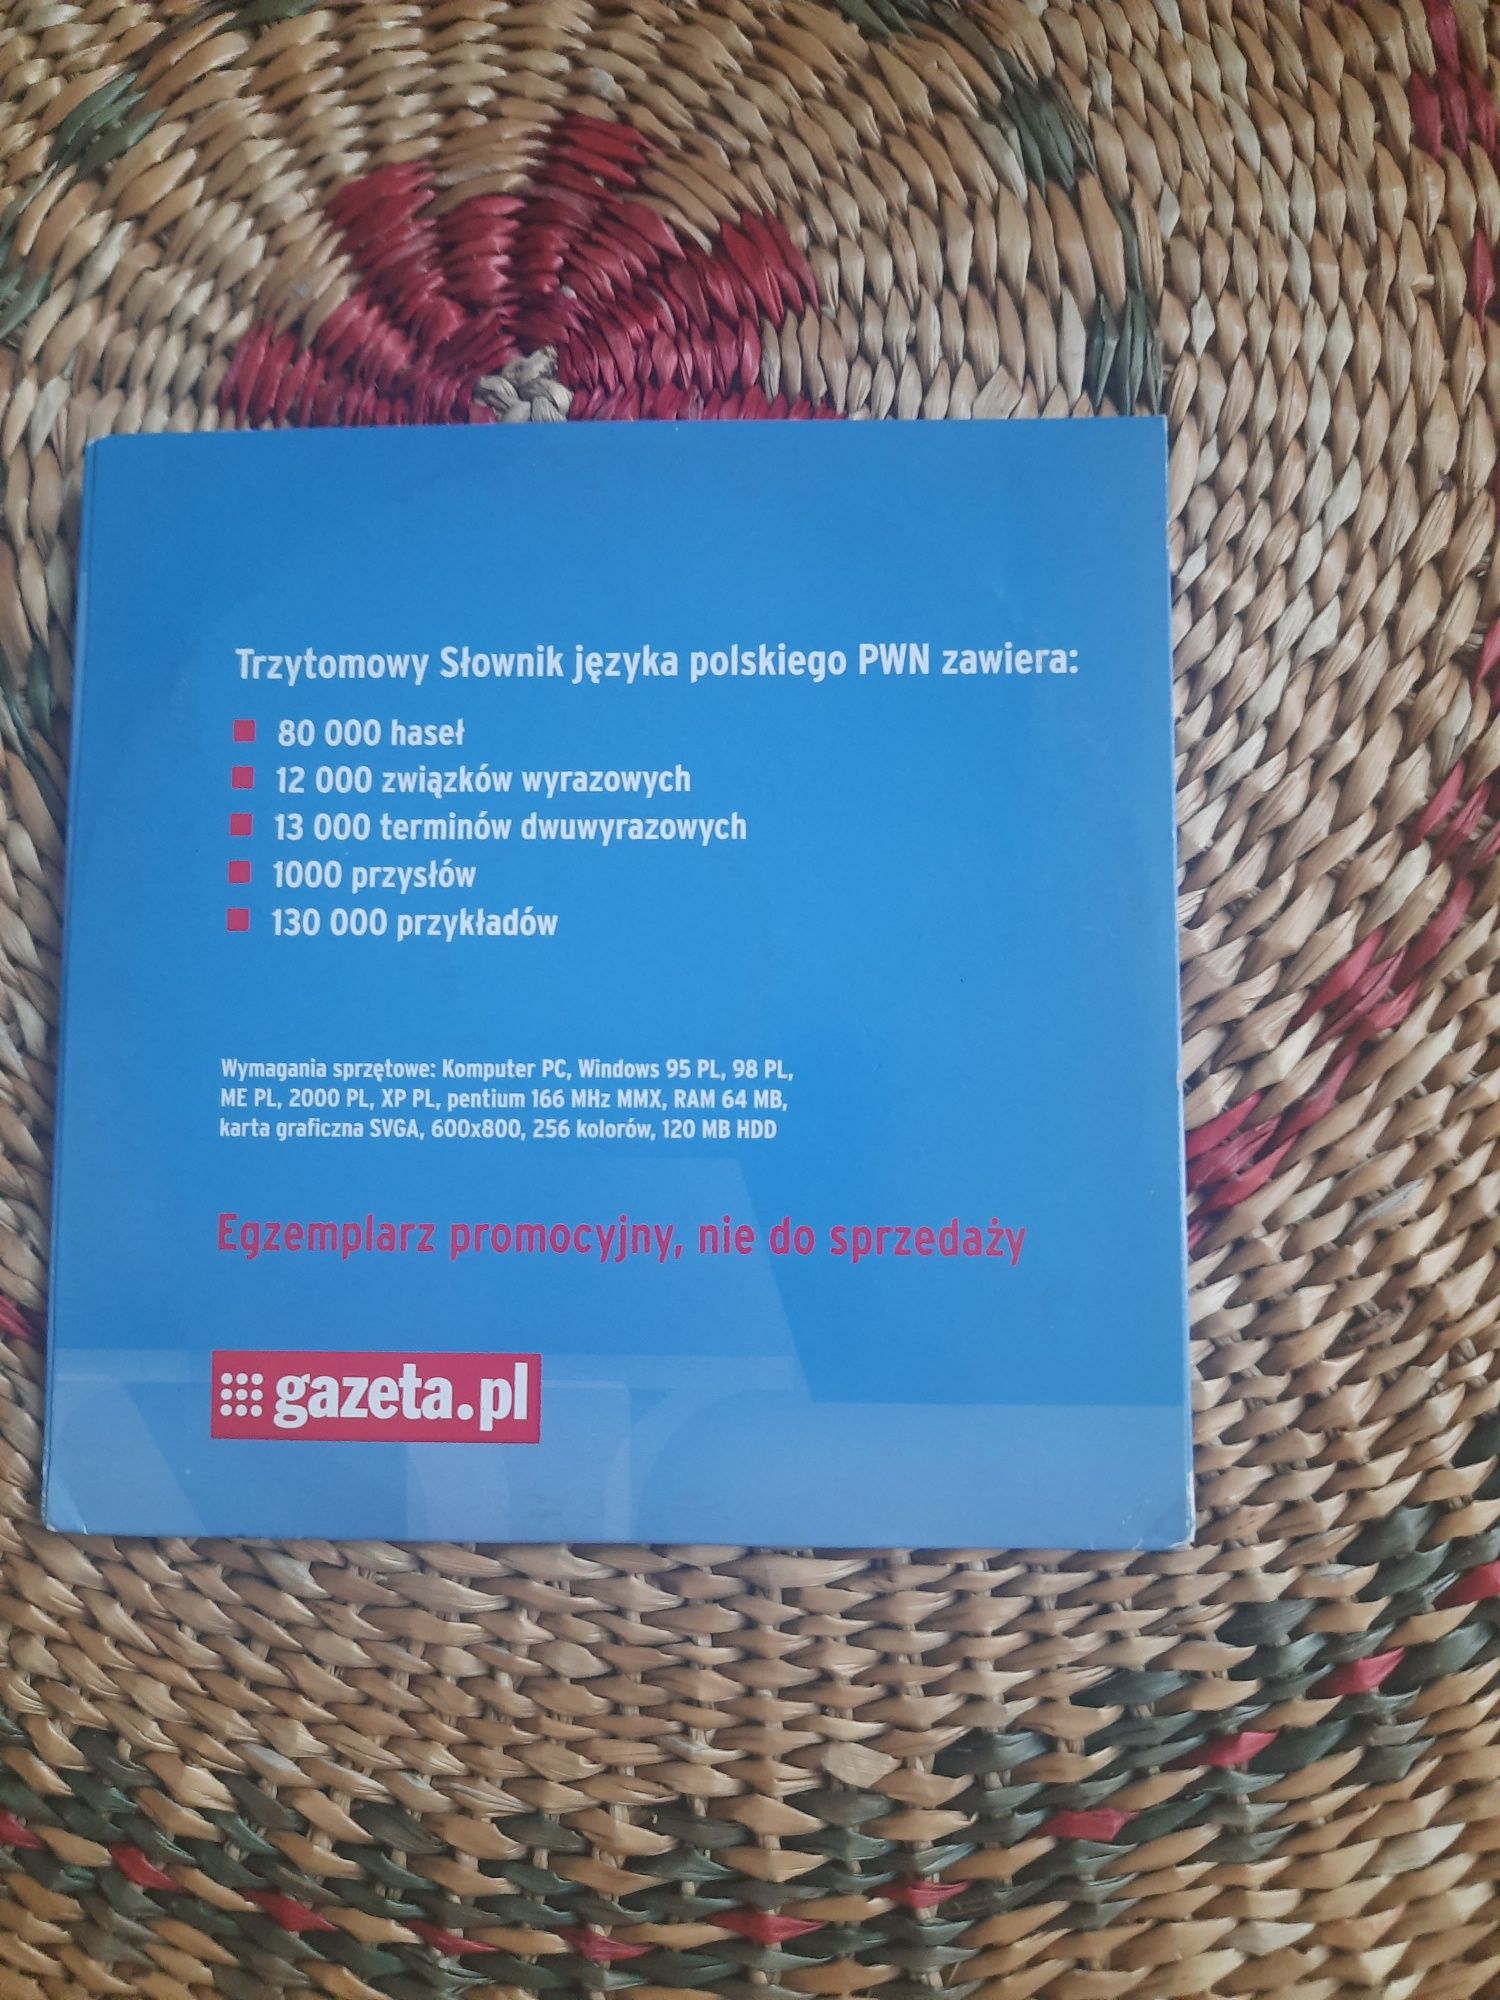 Trzytomowy Słownik języka polskiego PWN zawiera:
80 000 haseł
12 000 związków wyrazowych
13 000 terminów dwuwyrazowych
1000 przysłów
130 000 przykładów
Wymagania sprzętowe: Komputer PC, Windows 95 PL, 98 PL,
ME PL, 2000 PL, XP PL, pentium 166 MHz MMX, RAM 64 MB,
karta graficzna SVGA, 600x800, 256 kolorów, 120 MB HDD
Egzemplarz promocyjny, nie do sprzedaży
gazeta.pl